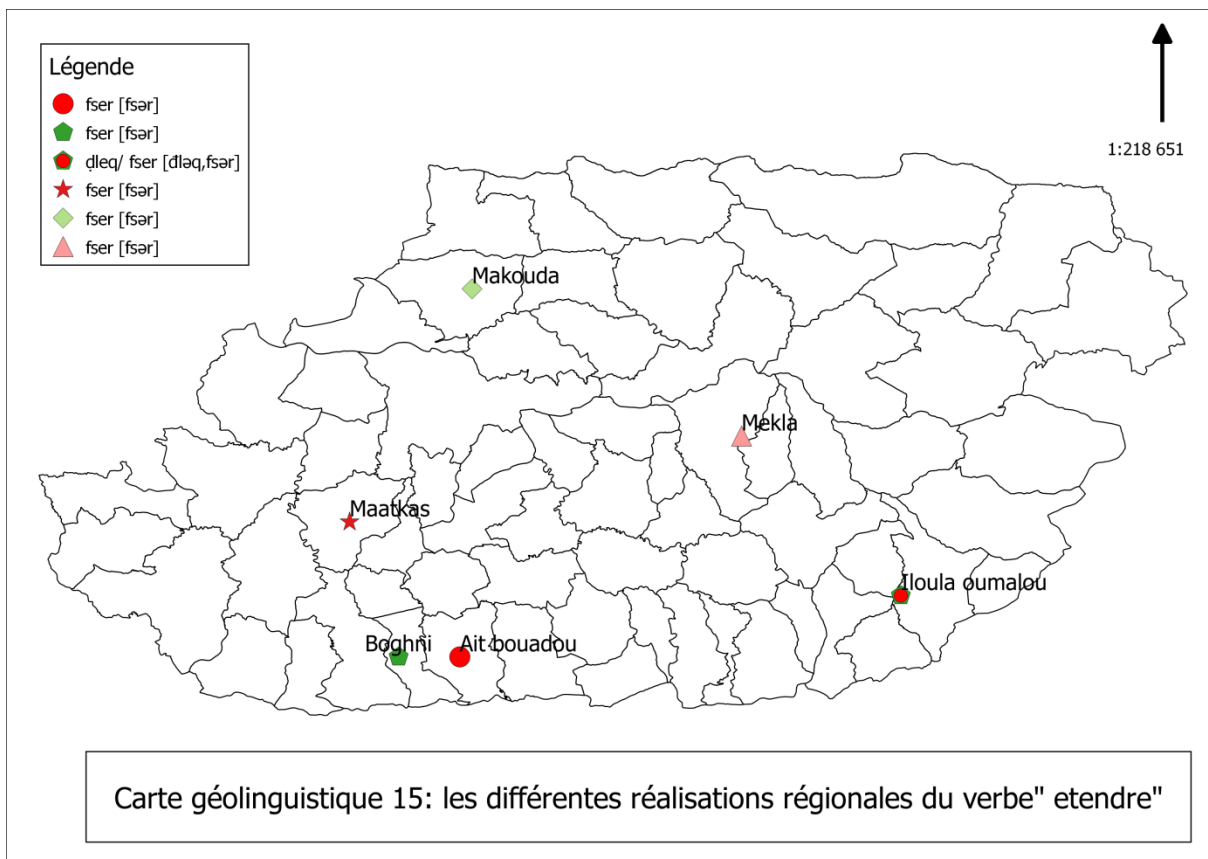 Légende
fser [fsər]
fser [fsər]
ḍleq/ fser [đləq,fsər]
fser [fsər]
fser [fsər]
fser [fsər]
1:218 651
Makouda
Mekla
Maatkas
Iloula oumalou
Boghni
Ait bouadou
Carte géolinguistique 15: les différentes réalisations régionales du verbe" etendre"